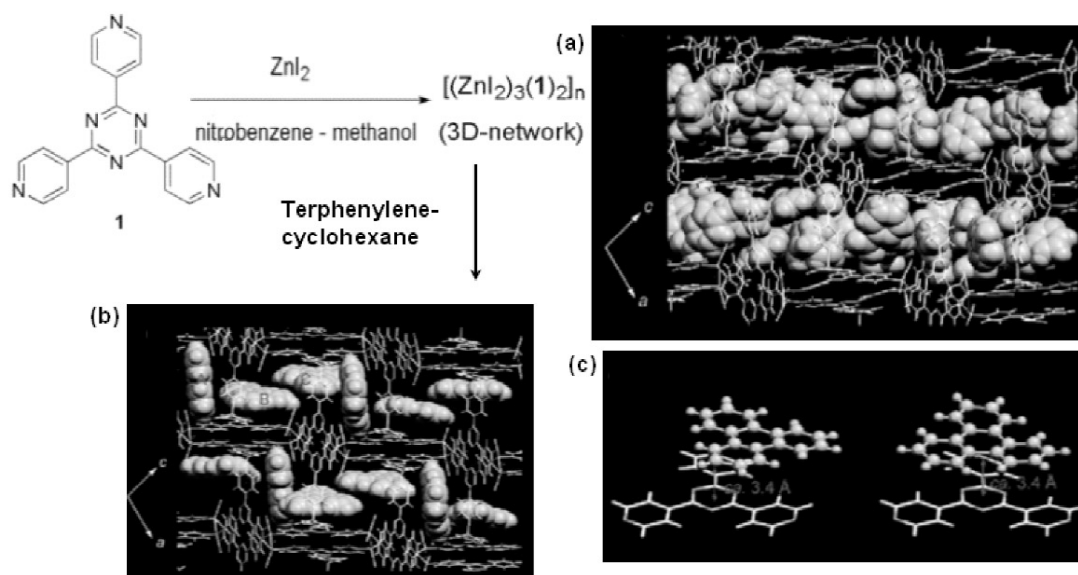 N
N
N
N
N
N
1
ZnI2
nitrobenzene - methanol
[(ZnI2)3(1)2]n
(3D-network)
Terphenylene-
cyclohexane
(a)
c
a
(b)
B
c
a
(c)
ca. 3.4 Å
ca. 3.4 Å